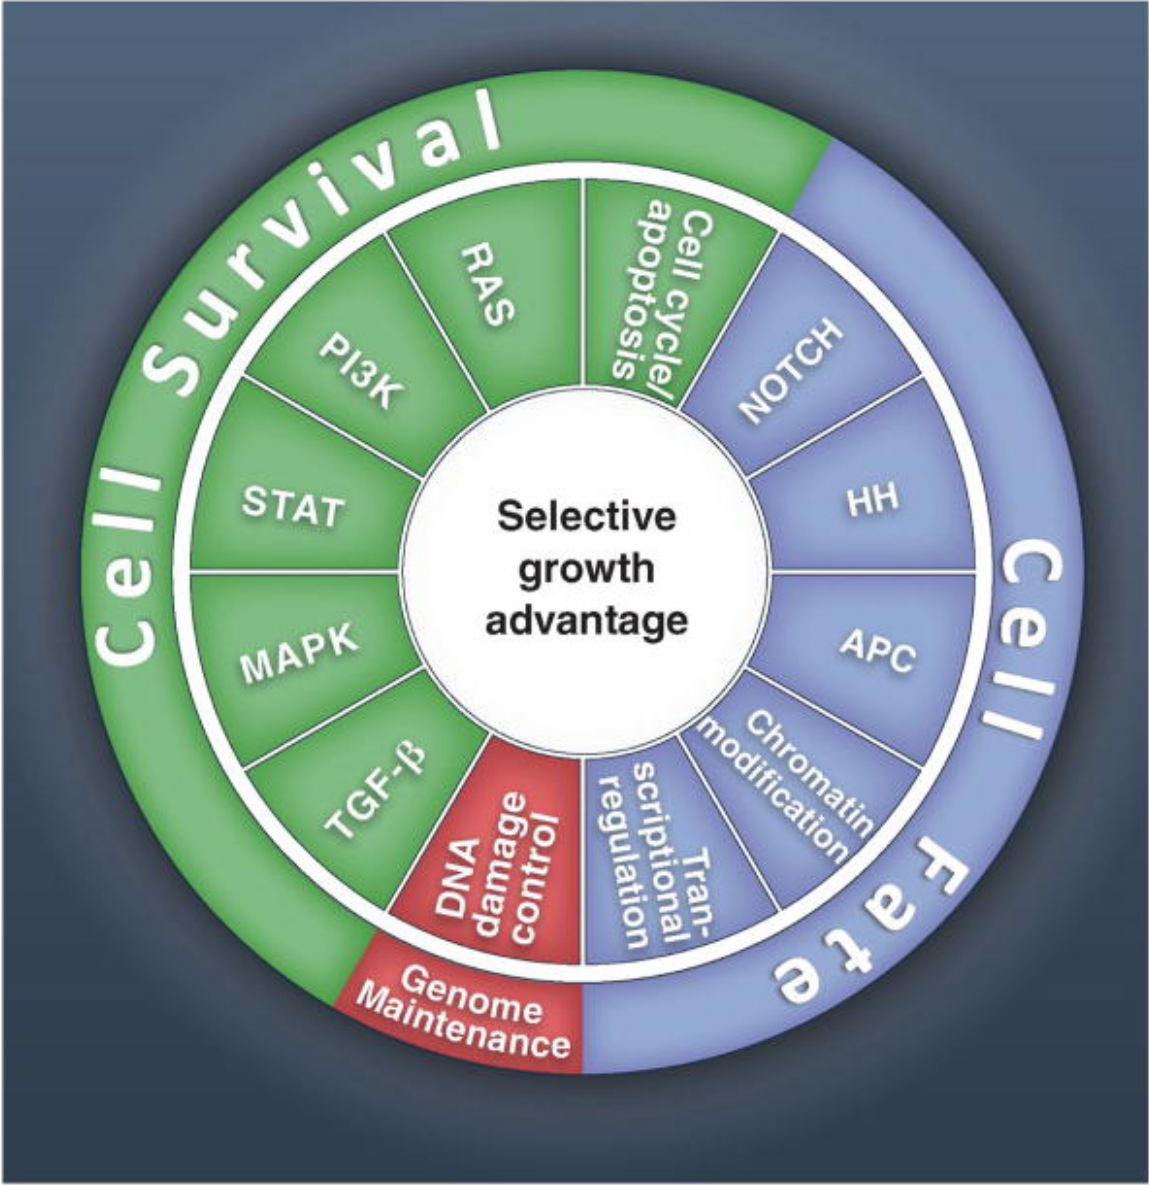 Cell Survival
Cell Fate
Genome
Maintenance
Cell cycle/
apoptosis
NOTCH
HH
APC
Chromatin
modification
Tran-
scriptional
regulation
DNA
damage
control
TGF-β
MAPK
STAT
PI3K
RAS
Selective
growth
advantage